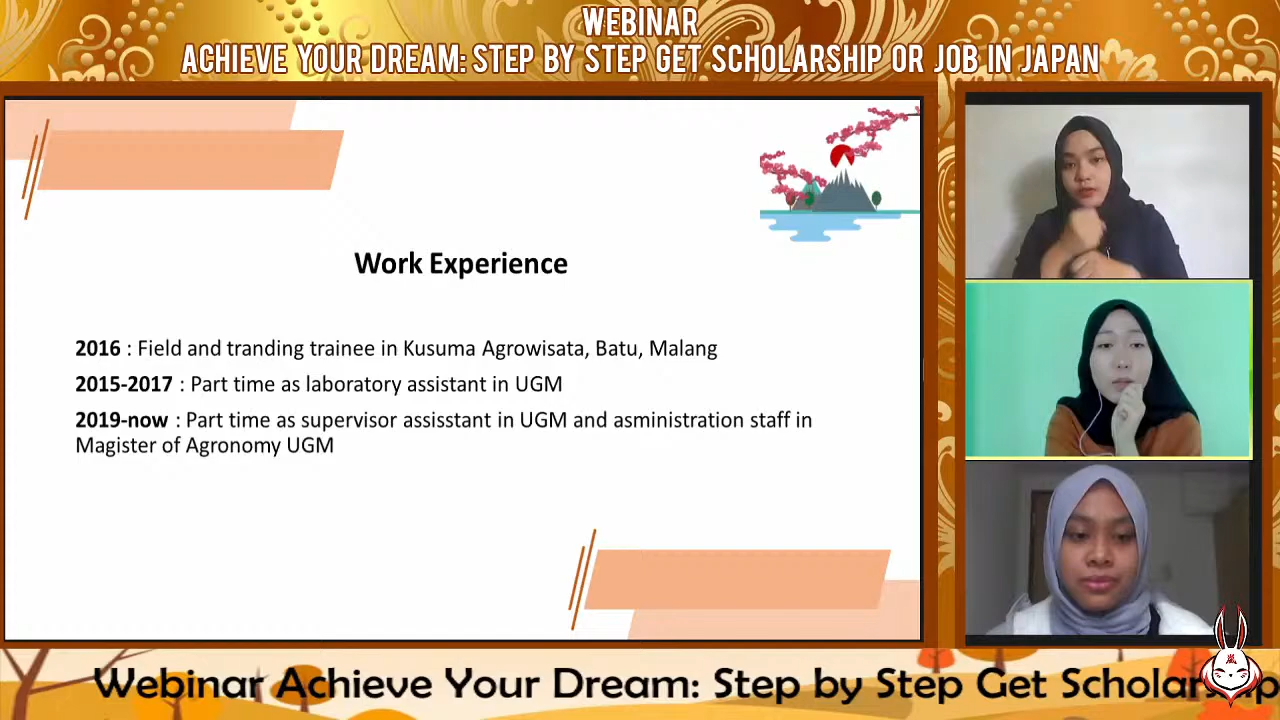 WEBINAR
ACHIEVE YOUR DREAM: STEP BY STEP GET SCHOLARSHIP OR JOB IN JAPAN
Work Experience
2016 : Field and tranding trainee in Kusuma Agrowisata, Batu, Malang
2015-2017 : Part time as laboratory assistant in UGM
2019-now : Part time as supervisor assisstant in UGM and asministration staff in
Magister of Agronomy UGM
Webinar Achieve Your Dream: Step by Step Get Scholarship